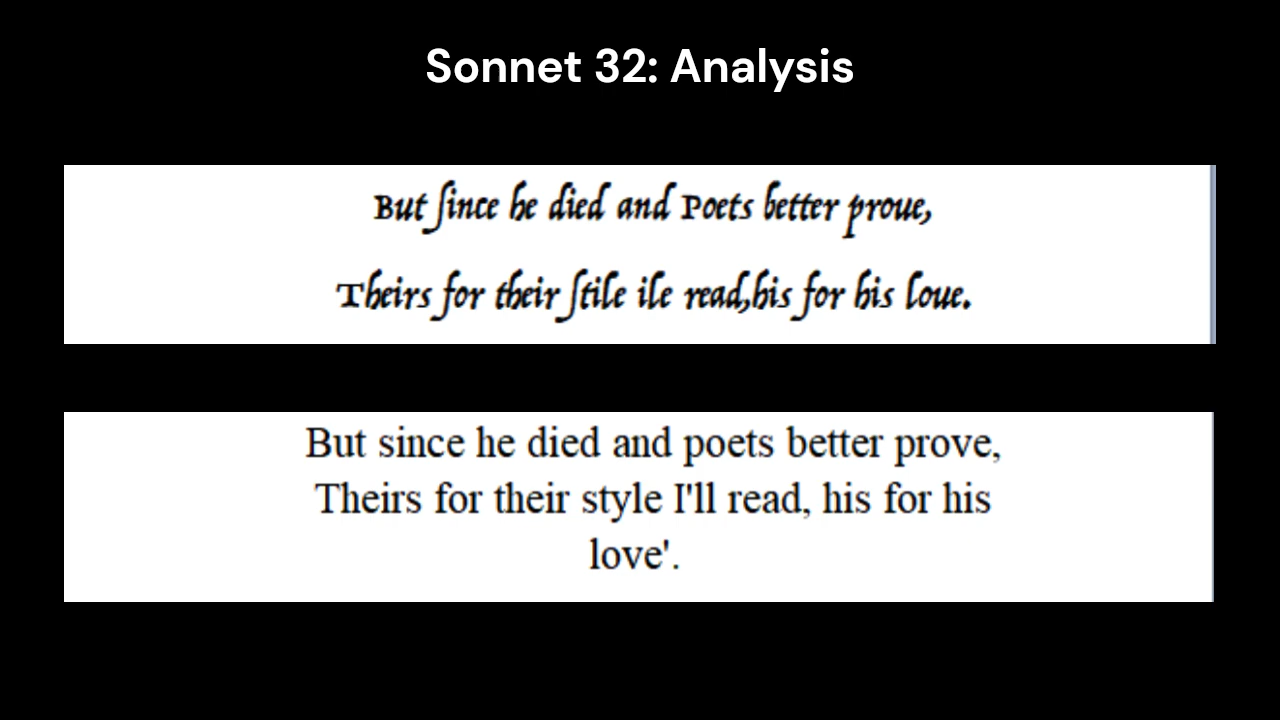 Sonnet 32: Analysis
But ſince he died and Poets better proue,
Theirs for their ſtile ile read,his for his loue.
But since he died and poets better prove,
Theirs for their style I'll read, his for his
love'.